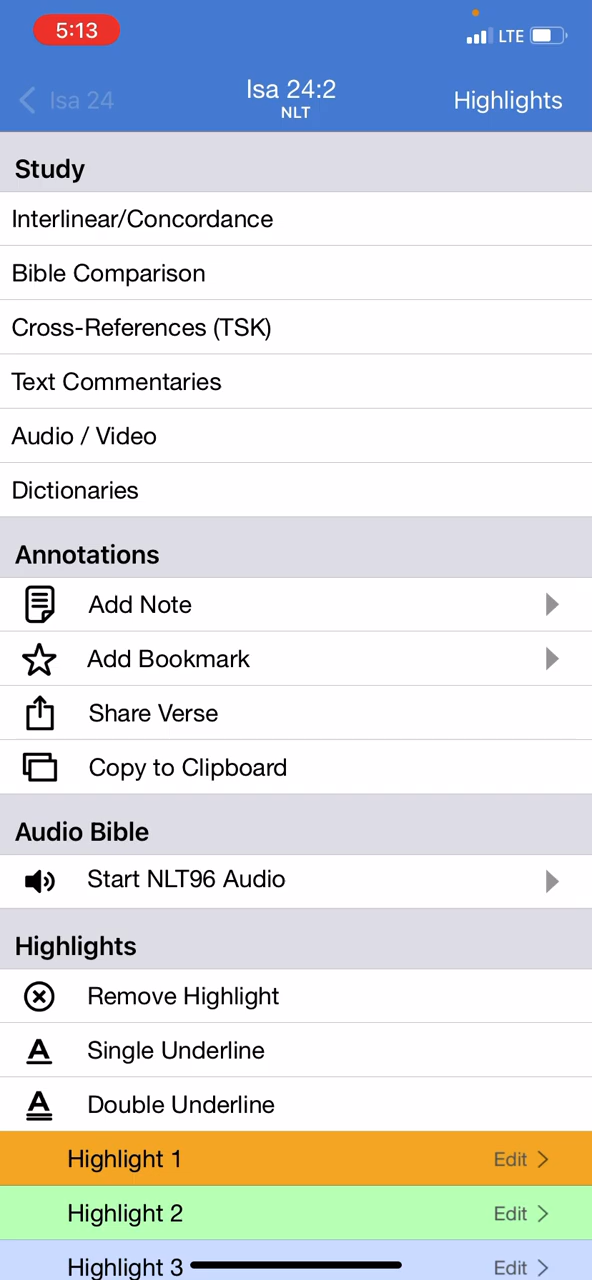 5:13
LTE
Isa 24
Isa 24:2
NLT
Highlights
Study
Interlinear/Concordance
Bible Comparison
Cross-References (TSK)
Text Commentaries
Audio / Video
Dictionaries
Annotations
Add Note
Add Bookmark
Share Verse
Copy to Clipboard
Audio Bible
Start NLT96 Audio
Highlights
Remove Highlight
A Single Underline
A Double Underline
Highlight 1 Edit
Highlight 2 Edit
Highlight 3 Edit